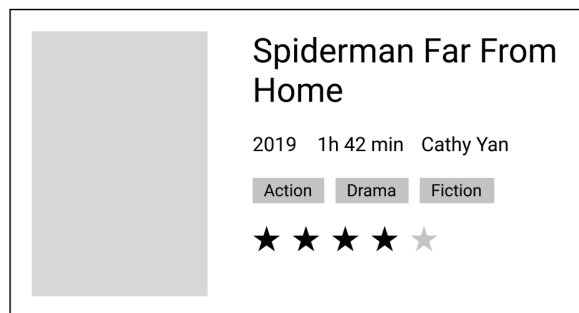 Spiderman Far From
Home
2019 1h 42 min Cathy Yan
Action Drama Fiction